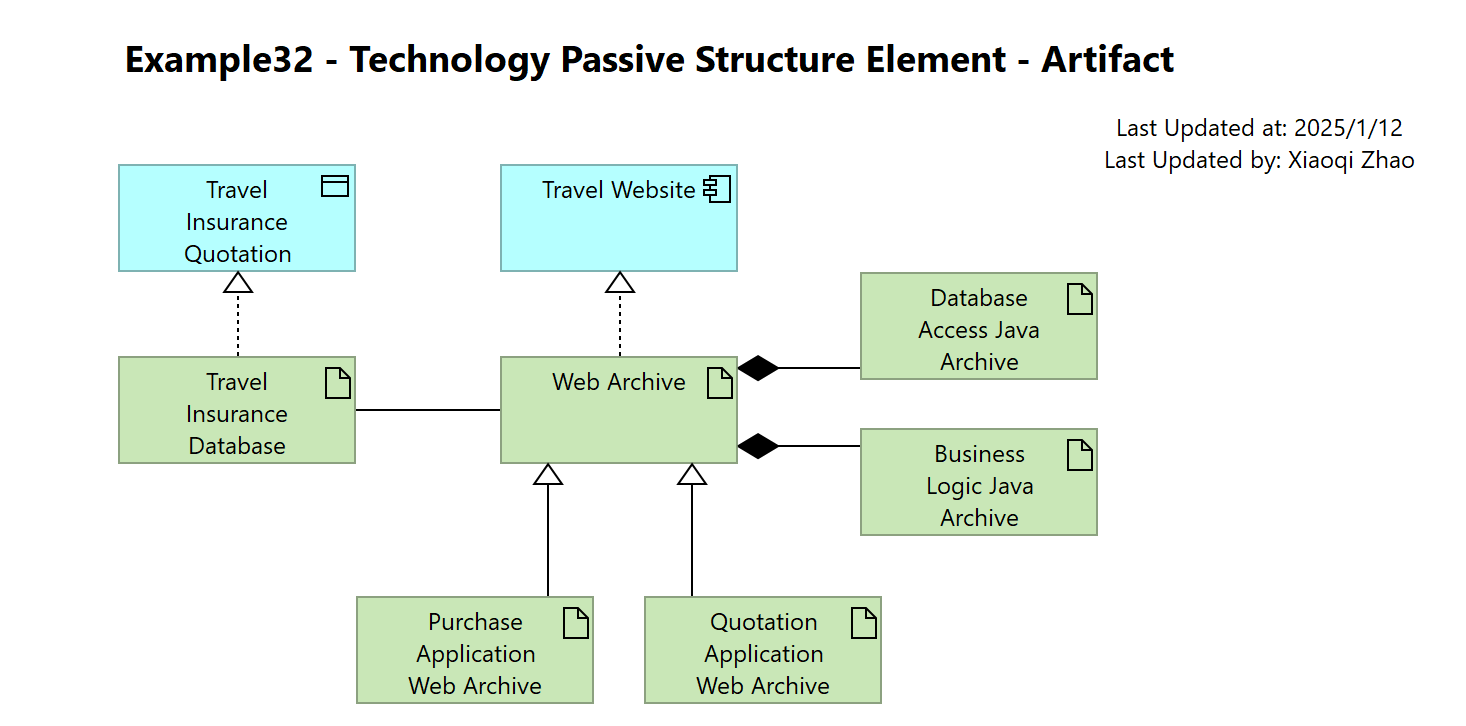 Example32 - Technology Passive Structure Element - Artifact
Last Updated at: 2025/1/12
Last Updated by: Xiaoqi Zhao
Travel
Insurance
Quotation
Travel Website
Database
Access Java
Archive
Travel
Insurance
Database
Web Archive
Business
Logic Java
Archive
Purchase
Application
Web Archive
Quotation
Application
Web Archive